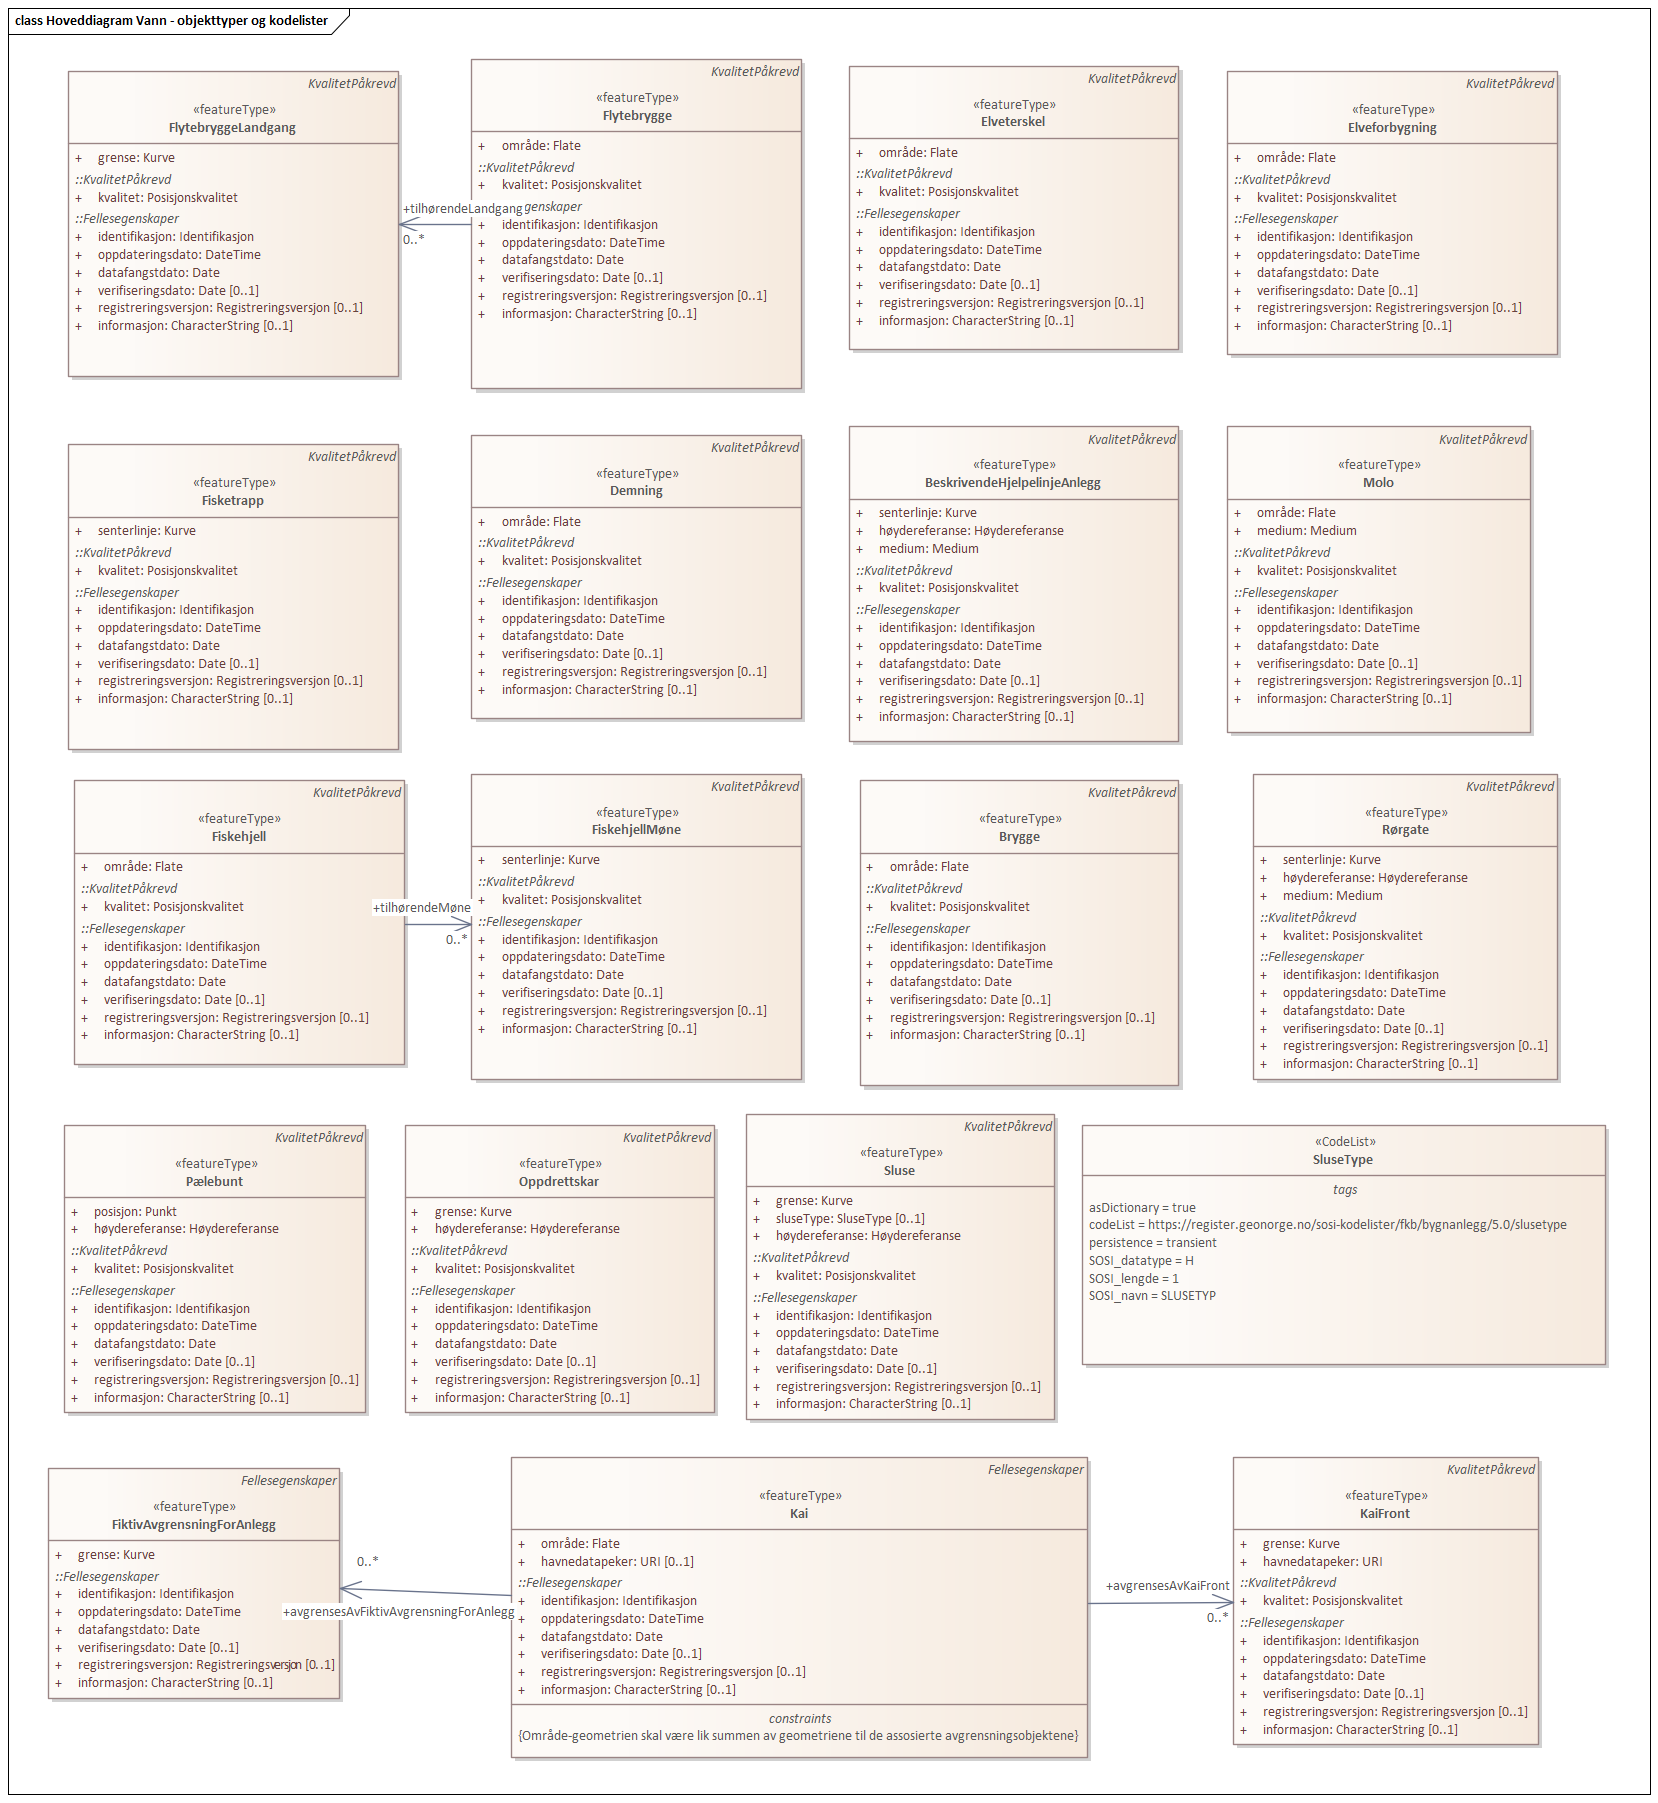 class Hoveddiagram Vann - objekttyper og kodelister
KvalitetPåkrevd
«featureType»
FlytebryggeLandgang
+ grense: Kurve
::KvalitetPåkrevd
+ kvalitet: Posisjonskvalitet
::Fellesegenskaper
+ identifikasjon: Identifikasjon
+ oppdateringsdato: DateTime
+ datafangstdato: Date
+ verifiseringsdato: Date [0..1]
+ registreringsversjon: Registreringsversjon [0..1]
+ informasjon: CharacterString [0..1]
+tilhørendeLandgang
0..*
KvalitetPåkrevd
«featureType»
Flytebrygge
+ område: Flate
::KvalitetPåkrevd
+ kvalitet: Posisjonskvalitet
genskaper
+ identifikasjon: Identifikasjon
+ oppdateringsdato: DateTime
+ datafangstdato: Date
+ verifiseringsdato: Date [0..1]
+ registreringsversjon: Registreringsversjon [0..1]
+ informasjon: CharacterString [0..1]
KvalitetPåkrevd
«featureType»
Elveterskel
+ område: Flate
::KvalitetPåkrevd
+ kvalitet: Posisjonskvalitet
::Fellesegenskaper
+ identifikasjon: Identifikasjon
+ oppdateringsdato: DateTime
+ datafangstdato: Date
+ verifiseringsdato: Date [0..1]
+ registreringsversjon: Registreringsversjon [0..1]
+ informasjon: CharacterString [0..1]
KvalitetPåkrevd
«featureType»
Elveforbygning
+ område: Flate
::KvalitetPåkrevd
+ kvalitet: Posisjonskvalitet
::Fellesegenskaper
+ identifikasjon: Identifikasjon
+ oppdateringsdato: DateTime
+ datafangstdato: Date
+ verifiseringsdato: Date [0..1]
+ registreringsversjon: Registreringsversjon [0..1]
+ informasjon: CharacterString [0..1]
KvalitetPåkrevd
«featureType»
Fisketrapp
+ senterlinje: Kurve
::KvalitetPåkrevd
+ kvalitet: Posisjonskvalitet
::Fellesegenskaper
+ identifikasjon: Identifikasjon
+ oppdateringsdato: DateTime
+ datafangstdato: Date
+ verifiseringsdato: Date [0..1]
+ registreringsversjon: Registreringsversjon [0..1]
+ informasjon: CharacterString [0..1]
KvalitetPåkrevd
«featureType»
Demning
+ område: Flate
::KvalitetPåkrevd
+ kvalitet: Posisjonskvalitet
::Fellesegenskaper
+ identifikasjon: Identifikasjon
+ oppdateringsdato: DateTime
+ datafangstdato: Date
+ verifiseringsdato: Date [0..1]
+ registreringsversjon: Registreringsversjon [0..1]
+ informasjon: CharacterString [0..1]
KvalitetPåkrevd
«featureType»
BeskrivendeHjelpelinjeAnlegg
+ senterlinje: Kurve
+ høydereferanse: Høydereferanse
+ medium: Medium
::KvalitetPåkrevd
+ kvalitet: Posisjonskvalitet
::Fellesegenskaper
+ identifikasjon: Identifikasjon
+ oppdateringsdato: DateTime
+ datafangstdato: Date
+ verifiseringsdato: Date [0..1]
+ registreringsversjon: Registreringsversjon [0..1]
+ informasjon: CharacterString [0..1]
KvalitetPåkrevd
«featureType»
Molo
+ område: Flate
+ medium: Medium
::KvalitetPåkrevd
+ kvalitet: Posisjonskvalitet
::Fellesegenskaper
+ identifikasjon: Identifikasjon
+ oppdateringsdato: DateTime
+ datafangstdato: Date
+ verifiseringsdato: Date [0..1]
+ registreringsversjon: Registreringsversjon [0..1]
+ informasjon: CharacterString [0..1]
KvalitetPåkrevd
«featureType»
Fiskehjell
+ område: Flate
::KvalitetPåkrevd
+ kvalitet: Posisjonskvalitet
::Fellesegenskaper
+ identifikasjon: Identifikasjon
+ oppdateringsdato: DateTime
+ datafangstdato: Date
+ verifiseringsdato: Date [0..1]
+ registreringsversjon: Registreringsversjon [0..1]
+ informasjon: CharacterString [0..1]
+tilhørendeMøne
0..*
KvalitetPåkrevd
«featureType»
FiskehjellMøne
+ senterlinje: Kurve
::KvalitetPåkrevd
+ kvalitet: Posisjonskvalitet
::Fellesegenskaper
+ identifikasjon: Identifikasjon
+ oppdateringsdato: DateTime
+ datafangstdato: Date
+ verifiseringsdato: Date [0..1]
+ registreringsversjon: Registreringsversjon [0..1]
+ informasjon: CharacterString [0..1]
KvalitetPåkrevd
«featureType»
Brygge
+ område: Flate
::KvalitetPåkrevd
+ kvalitet: Posisjonskvalitet
::Fellesegenskaper
+ identifikasjon: Identifikasjon
+ oppdateringsdato: DateTime
+ datafangstdato: Date
+ verifiseringsdato: Date [0..1]
+ registreringsversjon: Registreringsversjon [0..1]
+ informasjon: CharacterString [0..1]
KvalitetPåkrevd
«featureType»
Rørgate
+ senterlinje: Kurve
+ høydereferanse: Høydereferanse
+ medium: Medium
::KvalitetPåkrevd
+ kvalitet: Posisjonskvalitet
::Fellesegenskaper
+ identifikasjon: Identifikasjon
+ oppdateringsdato: DateTime
+ datafangstdato: Date
+ verifiseringsdato: Date [0..1]
+ registreringsversjon: Registreringsversjon [0..1]
+ informasjon: CharacterString [0..1]
KvalitetPåkrevd
«featureType»
Pælebunt
+ posisjon: Punkt
+ høydereferanse: Høydereferanse
::KvalitetPåkrevd
+ kvalitet: Posisjonskvalitet
::Fellesegenskaper
+ identifikasjon: Identifikasjon
+ oppdateringsdato: DateTime
+ datafangstdato: Date
+ verifiseringsdato: Date [0..1]
+ registreringsversjon: Registreringsversjon [0..1]
+ informasjon: CharacterString [0..1]
KvalitetPåkrevd
«featureType»
Oppdrettskar
+ grense: Kurve
+ høydereferanse: Høydereferanse
::KvalitetPåkrevd
+ kvalitet: Posisjonskvalitet
::Fellesegenskaper
+ identifikasjon: Identifikasjon
+ oppdateringsdato: DateTime
+ datafangstdato: Date
+ verifiseringsdato: Date [0..1]
+ registreringsversjon: Registreringsversjon [0..1]
+ informasjon: CharacterString [0..1]
KvalitetPåkrevd
«featureType»
Sluse
+ grense: Kurve
+ sluseType: SluseType [0..1]
+ høydereferanse: Høydereferanse
::KvalitetPåkrevd
+ kvalitet: Posisjonskvalitet
::Fellesegenskaper
+ identifikasjon: Identifikasjon
+ oppdateringsdato: DateTime
+ datafangstdato: Date
+ verifiseringsdato: Date [0..1]
+ registreringsversjon: Registreringsversjon [0..1]
+ informasjon: CharacterString [0..1]
«CodeList»
SluseType
tags
asDictionary = true
codeList = https://register.geonorge.no/sosi-kodelister/fkb/bygnanlegg/5.0/slusetype
persistence = transient
SOSI_datatype = H
SOSI_lengde = 1
SOSI_navn = SLUSETYP
Fellesegenskaper
«featureType»
FiktivAvgrensningForAnlegg
+ grense: Kurve
::Fellesegenskaper
+ identifikasjon: Identifikasjon
+ oppdateringsdato: DateTime
+ datafangstdato: Date
+ verifiseringsdato: Date [0..1]
+ registreringsversjon: Registreringsversjon [0..1]
+ informasjon: CharacterString [0..1]
0..*
+avgrensesAvFiktivAvgrensningForAnlegg
Fellesegenskaper
«featureType»
Kai
+ område: Flate
+ havnedatapeker: URI [0..1]
::Fellesegenskaper
+ identifikasjon: Identifikasjon
+ oppdateringsdato: DateTime
+ datafangstdato: Date
+ verifiseringsdato: Date [0..1]
+ registreringsversjon: Registreringsversjon [0..1]
+ informasjon: CharacterString [0..1]
constraints
{Område-geometrien skal være lik summen av geometriene til de assosierte avgrensningsobjektene}
+avgrensesAvKaiFront
0..*
KvalitetPåkrevd
«featureType»
KaiFront
+ grense: Kurve
+ havnedatapeker: URI
::KvalitetPåkrevd
+ kvalitet: Posisjonskvalitet
::Fellesegenskaper
+ identifikasjon: Identifikasjon
+ oppdateringsdato: DateTime
+ datafangstdato: Date
+ verifiseringsdato: Date [0..1]
+ registreringsversjon: Registreringsversjon [0..1]
+ informasjon: CharacterString [0..1]